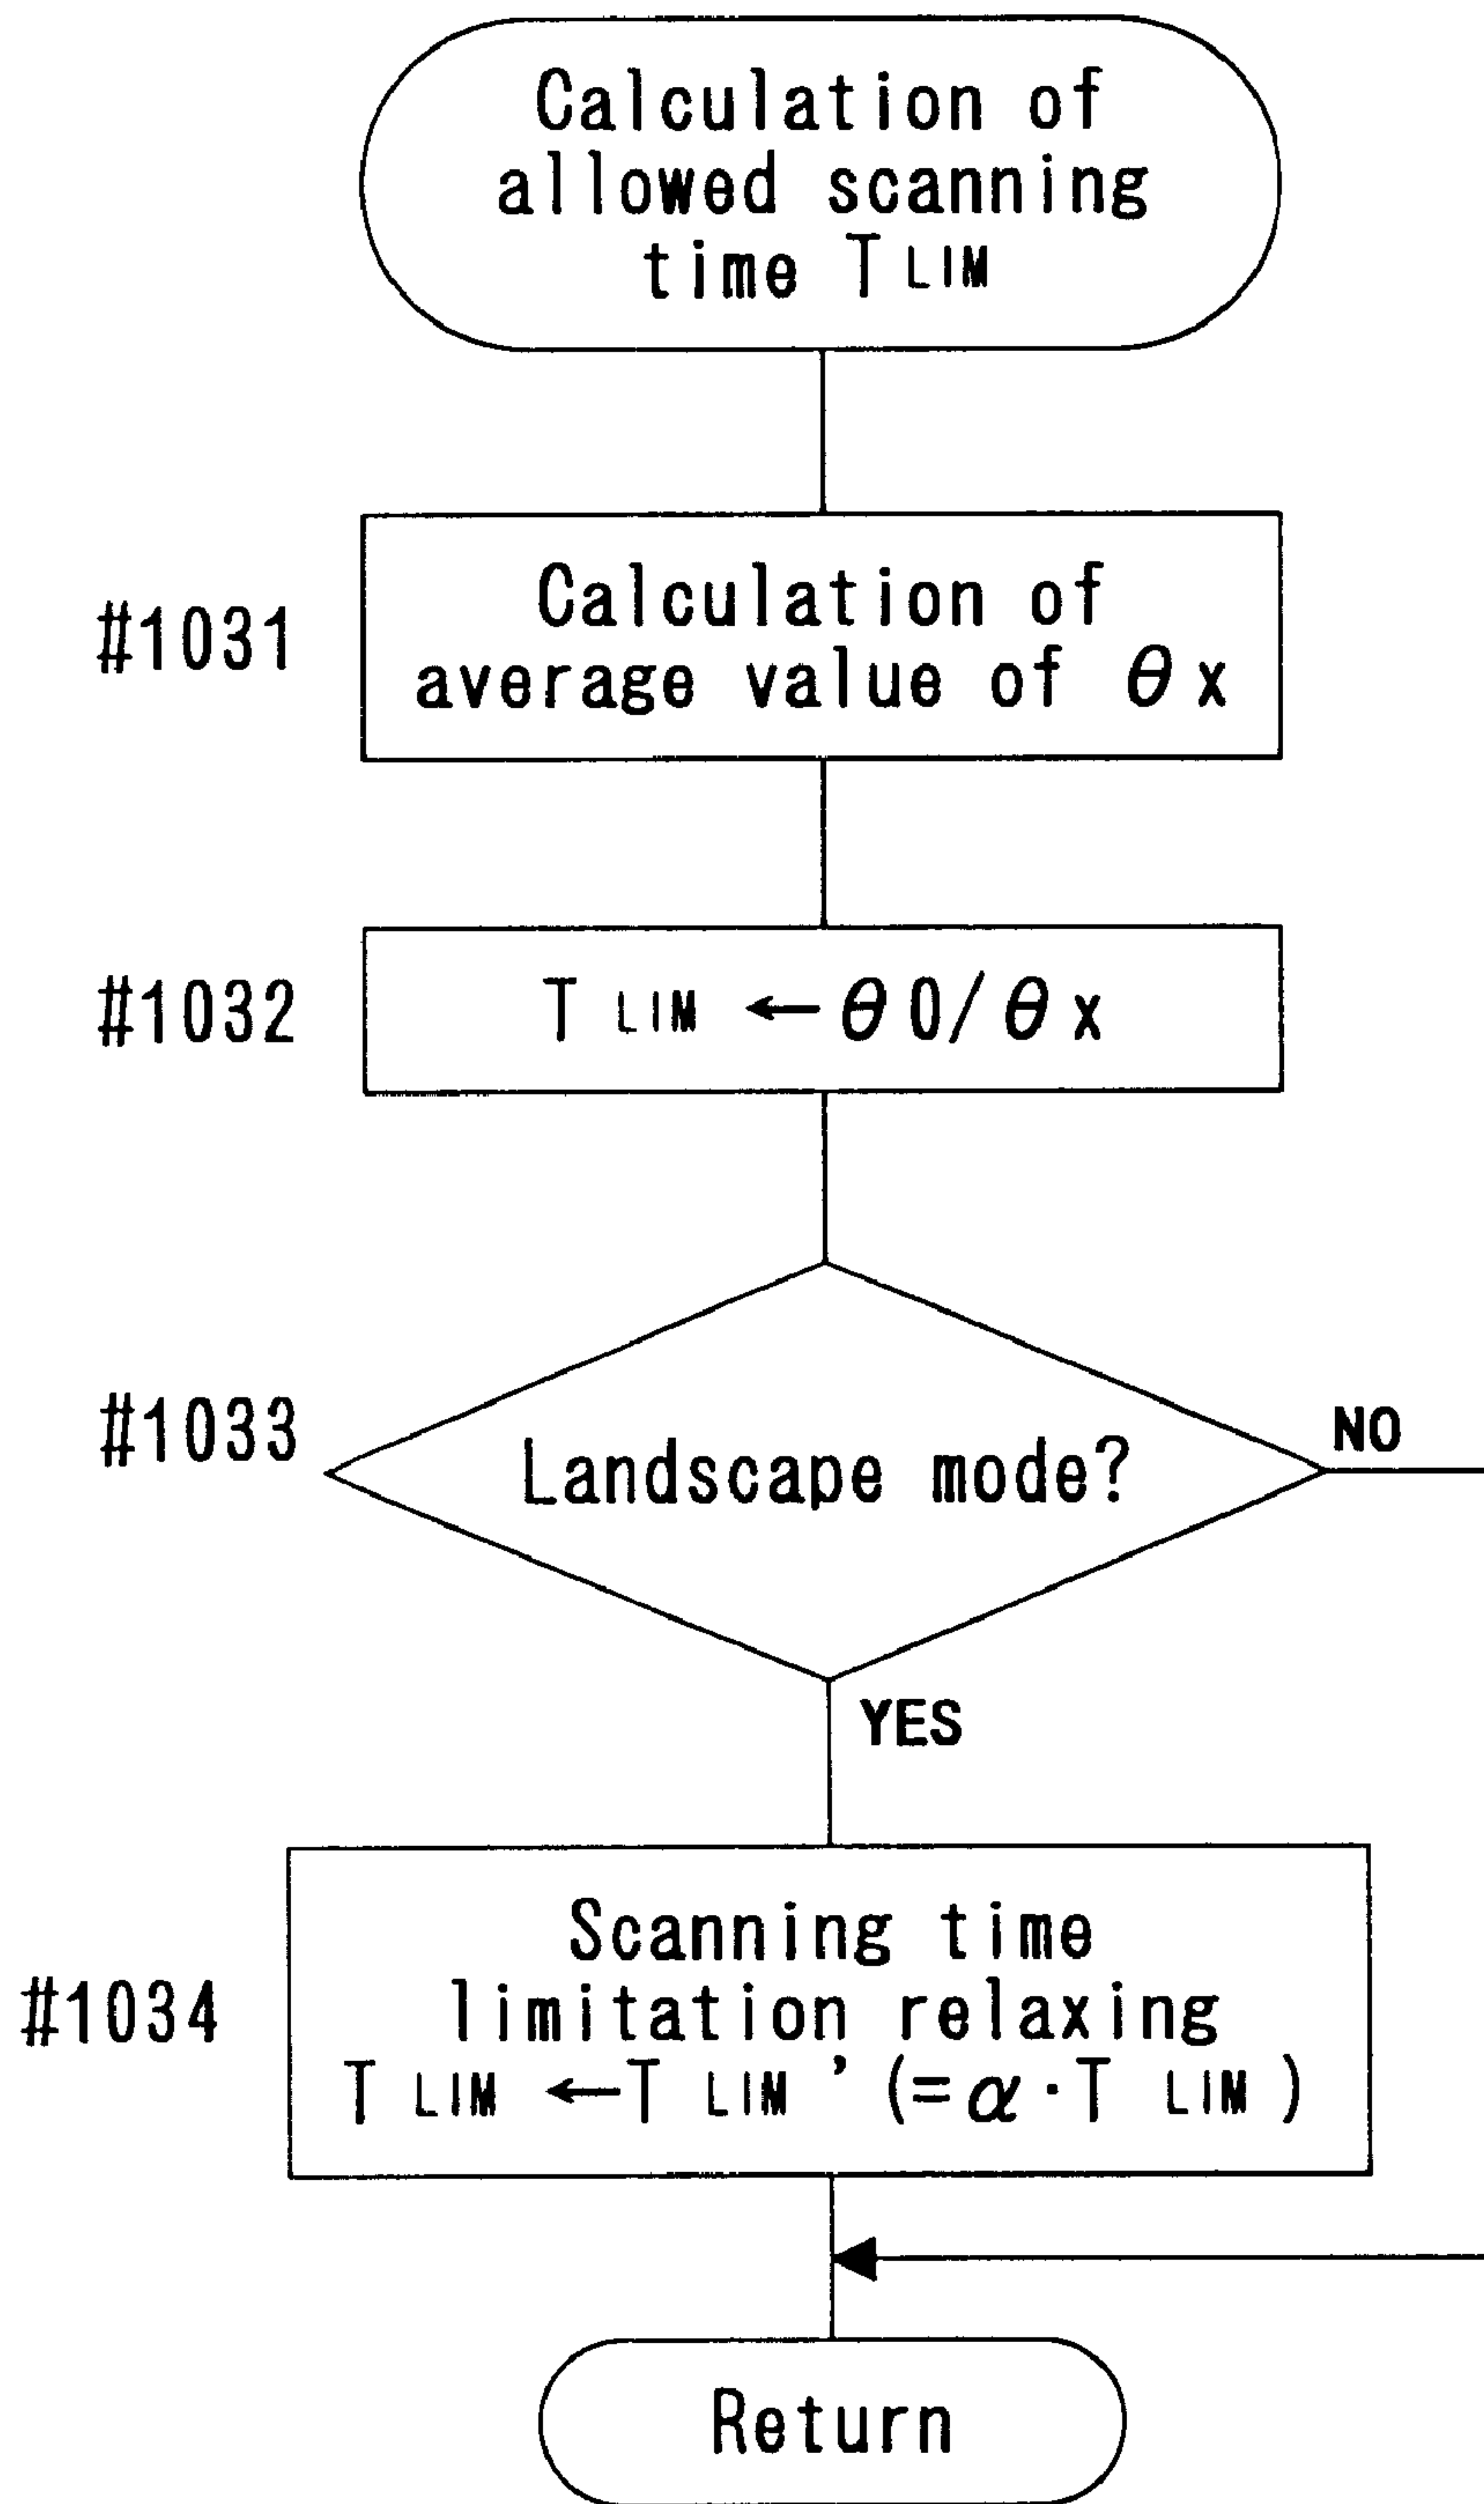 Calculation of
allowed scanning
time TLIM
#1031
Calculation of
average value of θx
#1032
TLIM ← θ0/θx
#1033
Landscape mode?
NO
YES
#1034
Scanning time
limitation relaxing
TLIM ←TLIM' (=α·TLIM)
Return